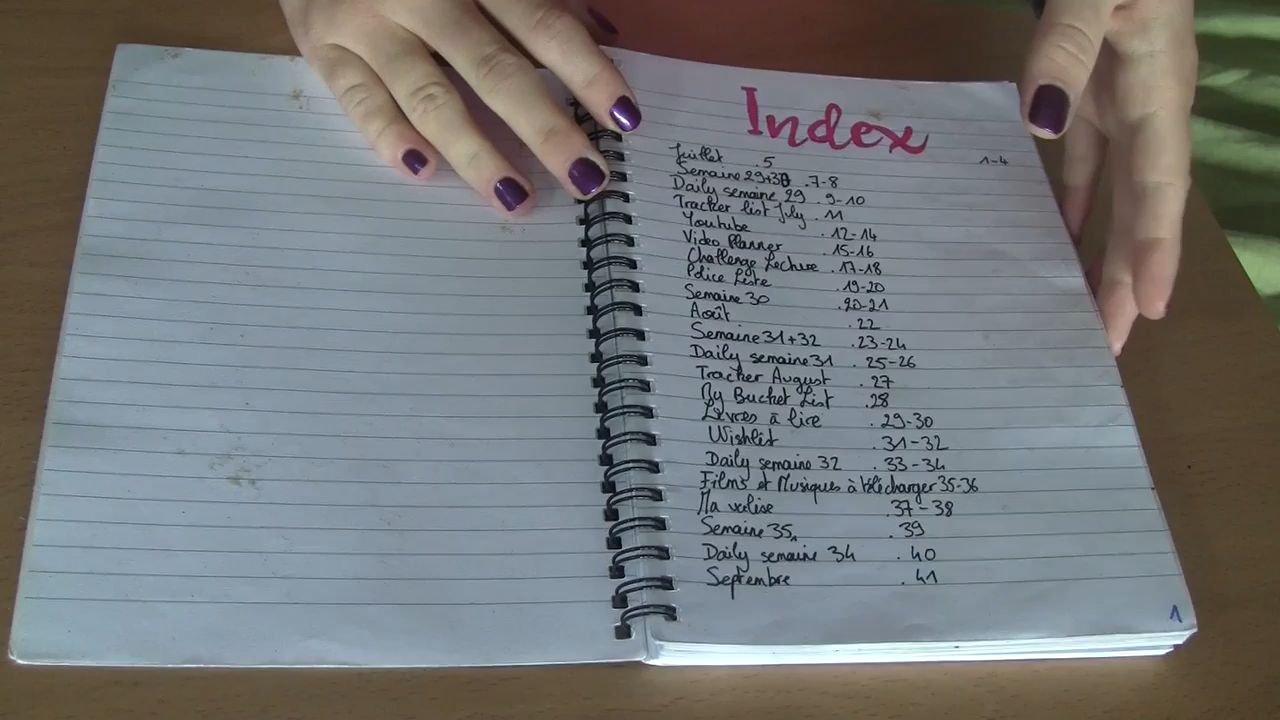 Index
1-4
Juillet .5
Semaine 29+30 .7-8
Daily semaine 29 .9-10
Tracker list July .11
Youtube .12-14
Video Planner 15-16
Challenge Lecture .17-18
Police Liste .19-20
Semaine 30 .20-21
Août .22
Semaine 31+32 .23-24
Daily semaine 31 .25-26
Tracker August .27
My Bucket List .28
Livres à lire .29-30
Wishlist .31-32
Daily semaine 32 .33-34
Films et Musiques à télécharger 35-36
Ma valise .37-38
Semaine 35 .39
Daily semaine 34 .40
Septembre .41
1